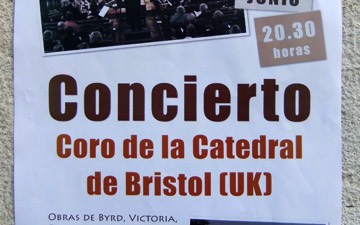 JUNIO
20.30
horas
Concierto
Coro de la Catedral
de Bristol (UK)
OBRAS DE BYRD, VICTORIA,